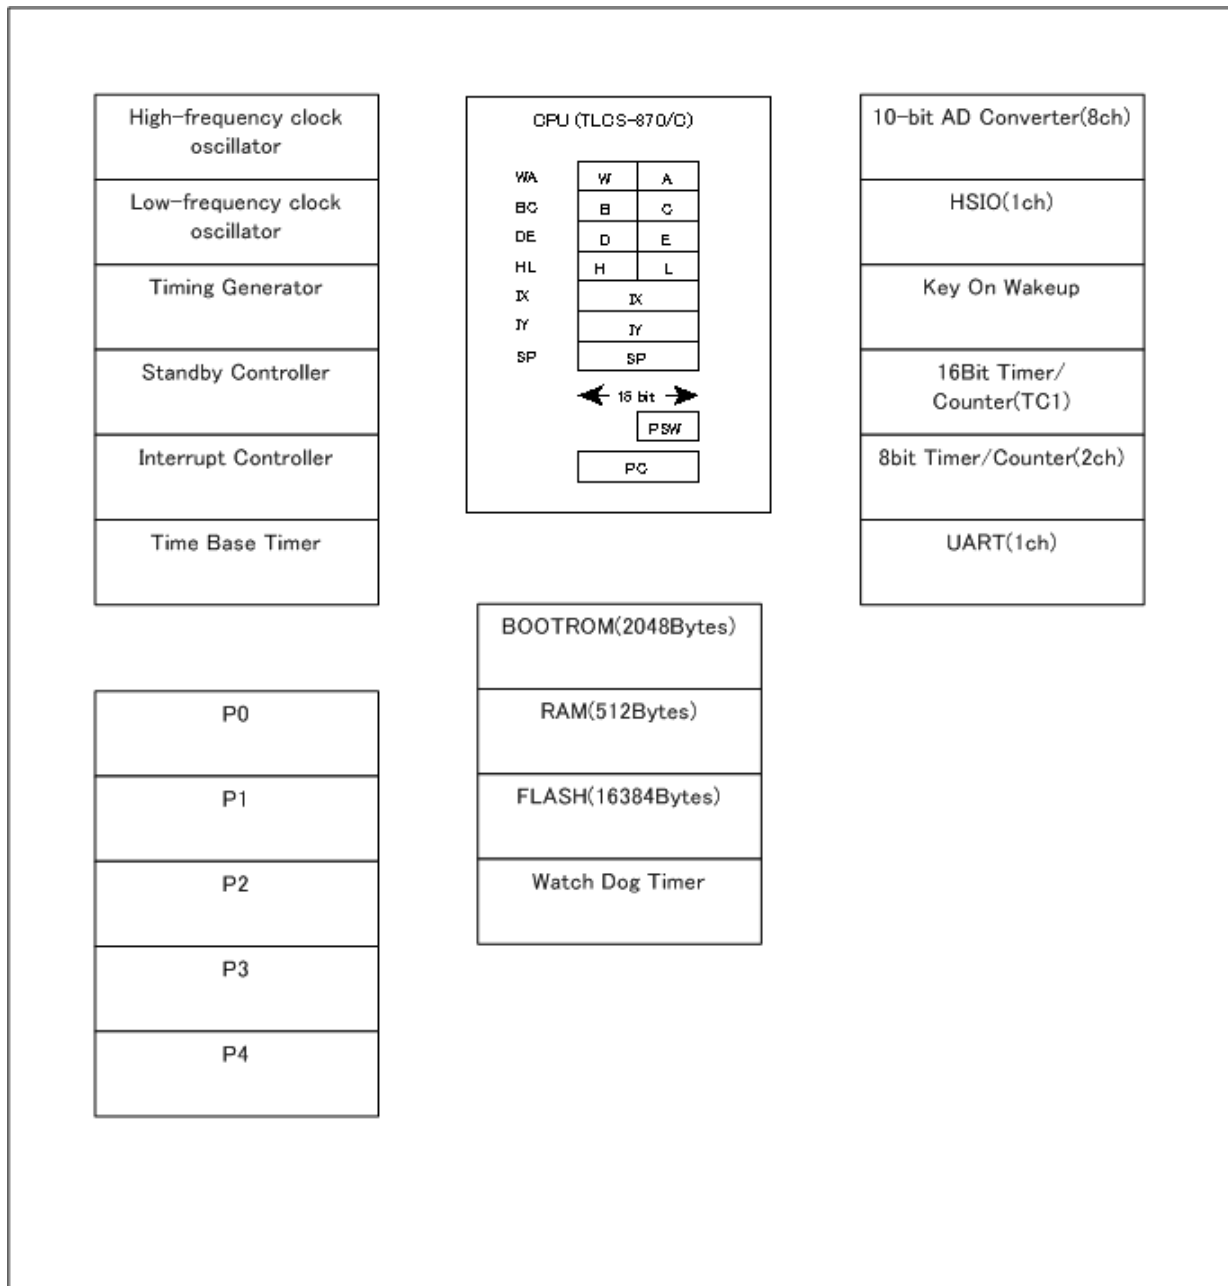 High-frequency clock
oscillator
Low-frequency clock
oscillator
Timing Generator
Standby Controller
Interrupt Controller
Time Base Timer
P0
P1
P2
P3
P4
CPU (TLCS-870/C)
WA W A
BC B C
DE D E
HL H L
IX IX
IY IY
SP SP
16 bit
PSW
PC
BOOTROM(2048Bytes)
RAM(512Bytes)
FLASH(16384Bytes)
Watch Dog Timer
10-bit AD Converter(8ch)
HSIO(1ch)
Key On Wakeup
16Bit Timer/
Counter(TC1)
8bit Timer/Counter(2ch)
UART(1ch)